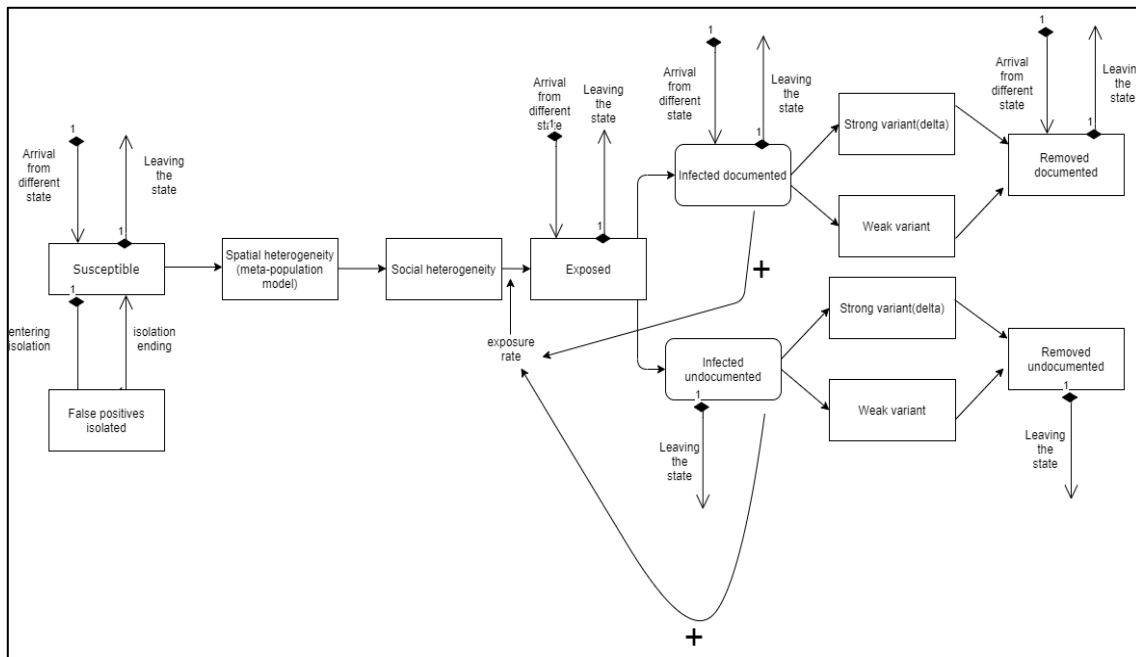 1
Arrival
from
different
state
Leaving
the
state
1
Susceptible
1
entering
isolation
isolation
ending
False positives
isolated
Spatial heterogeneity
(meta-population
model)
Social heterogeneity
exposure
rate
Arrival
from
different
state
1
Leaving
the
state
1
Exposed
1
Arrival
from
different
state
Leaving
the
state
1
Infected documented
+
Strong variant(delta)
Weak variant
1
Arrival
from
different
state
Leaving
the
state
1
Removed
documented
Infected
undocumented
1
Leaving
the
state
+
Strong variant(delta)
Weak variant
Removed
undocumented
1
Leaving
the
state